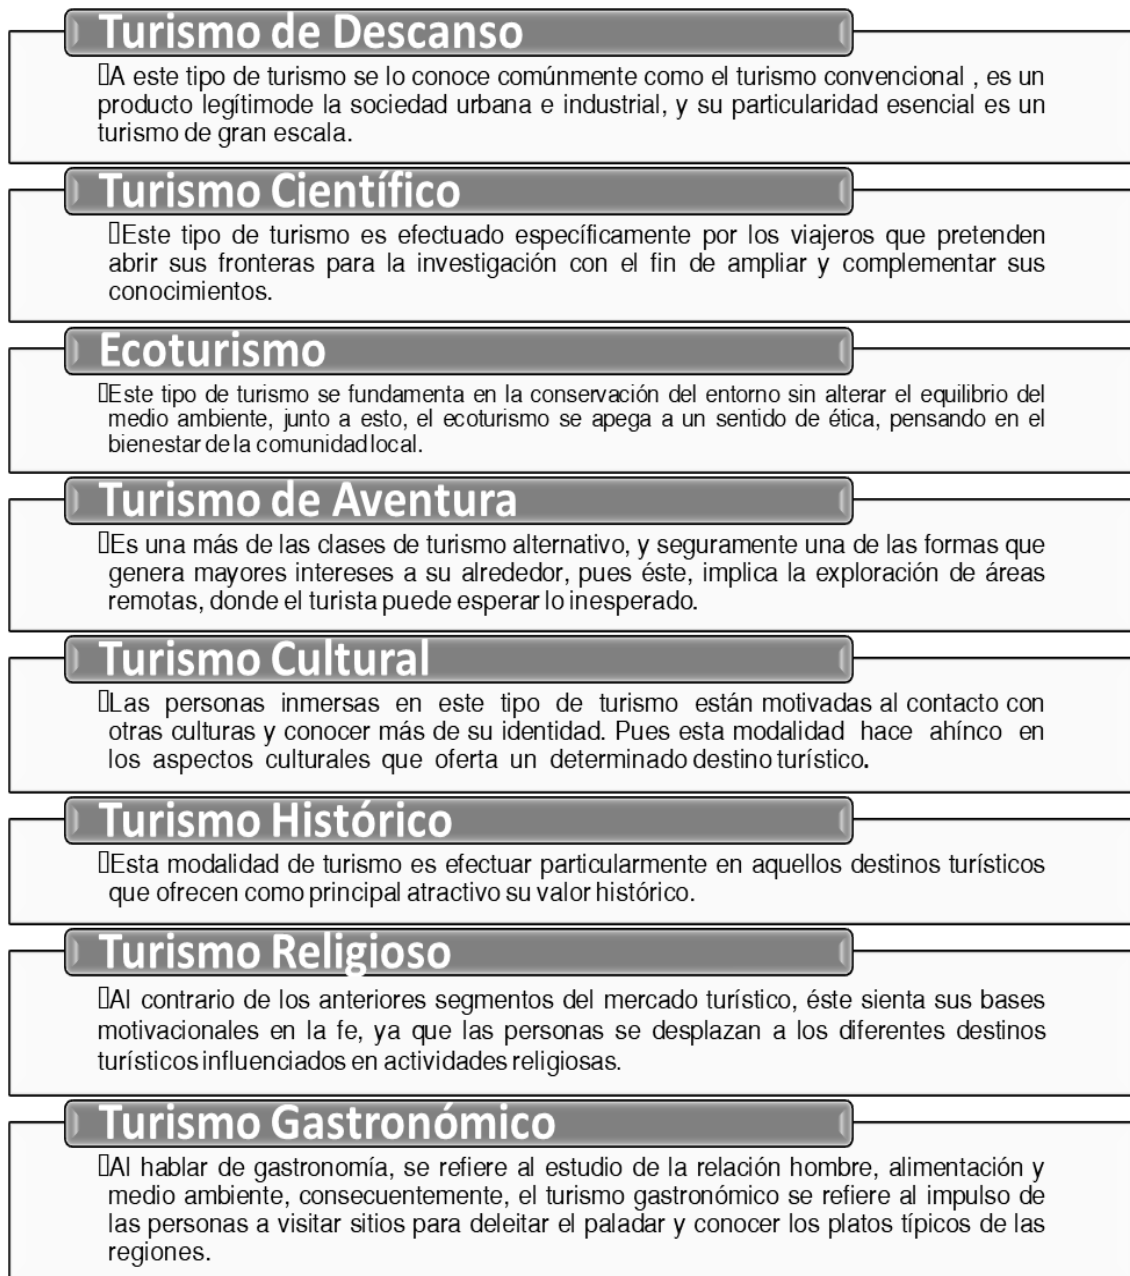 Turismo de Descanso
A este tipo de turismo se lo conoce comúnmente como el turismo convencional , es un
producto legítimode la sociedad urbana e industrial, y su particularidad esencial es un
turismo de gran escala.
Turismo Científico
Este tipo de turismo es efectuado específicamente por los viajeros que pretenden
abrir sus fronteras para la investigación con el fin de ampliar y complementar sus
conocimientos.
Ecoturismo
Este tipo de turismo se fundamenta en la conservación del entorno sin alterar el equilibrio del
medio ambiente, junto a esto, el ecoturismo se apega a un sentido de ética, pensando en el
bienestar de la comunidad local.
Turismo de Aventura
Es una más de las clases de turismo alternativo, y seguramente una de las formas que
genera mayores intereses a su alrededor, pues éste, implica la exploración de áreas
remotas, donde el turista puede esperar lo inesperado.
Turismo Cultural
Las personas inmersas en este tipo de turismo están motivadas al contacto con
otras culturas y conocer más de su identidad. Pues esta modalidad hace ahínco en
los aspectos culturales que oferta un determinado destino turístico.
Turismo Histórico
Esta modalidad de turismo es efectuar particularmente en aquellos destinos turísticos
que ofrecen como principal atractivo su valor histórico.
Turismo Religioso
Al contrario de los anteriores segmentos del mercado turístico, éste sienta sus bases
motivacionales en la fe, ya que las personas se desplazan a los diferentes destinos
turísticos influenciados en actividades religiosas.
Turismo Gastronómico
Al hablar de gastronomía, se refiere al estudio de la relación hombre, alimentación y
medio ambiente, consecuentemente, el turismo gastronómico se refiere al impulso de
las personas a visitar sitios para deleitar el paladar y conocer los platos típicos de las
regiones.